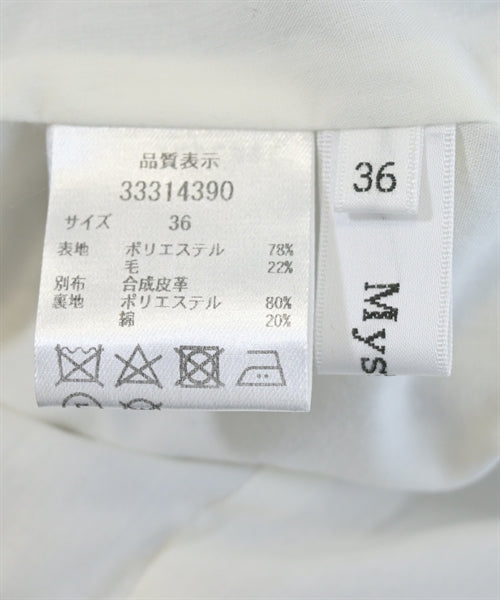 品質表示
33314390
サイズ 36
表地 ポリエステル 78%
毛 22%
別布 合成皮革
裏地 ポリエステル 80%
綿 20%
36
Mys